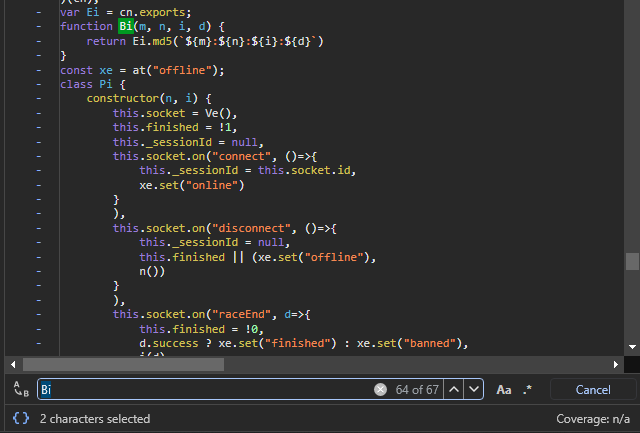 - var Ei = cn.exports;
- function Bi(m, n, i, d) {
- return Ei.md5(`${m}:${n}:${i}:${d}`)
- }
- const xe = at("offline");
- class Pi {
- constructor(n, i) {
- this.socket = Ve(),
- this.finished = !1,
- this._sessionId = null,
- this.socket.on("connect", ()=>{
- this._sessionId = this.socket.id,
- xe.set("online")
- }
- ),
- this.socket.on("disconnect", ()=>{
- this._sessionId = null,
- this.finished || (xe.set("offline"),
- n())
- }
- ),
- this.socket.on("raceEnd", d=>{
- this.finished = !0,
- d.success ? xe.set("finished") : xe.set("banned"),
Bi 64 of 67 Aa .* Cancel
{} 2 characters selected Coverage: n/a